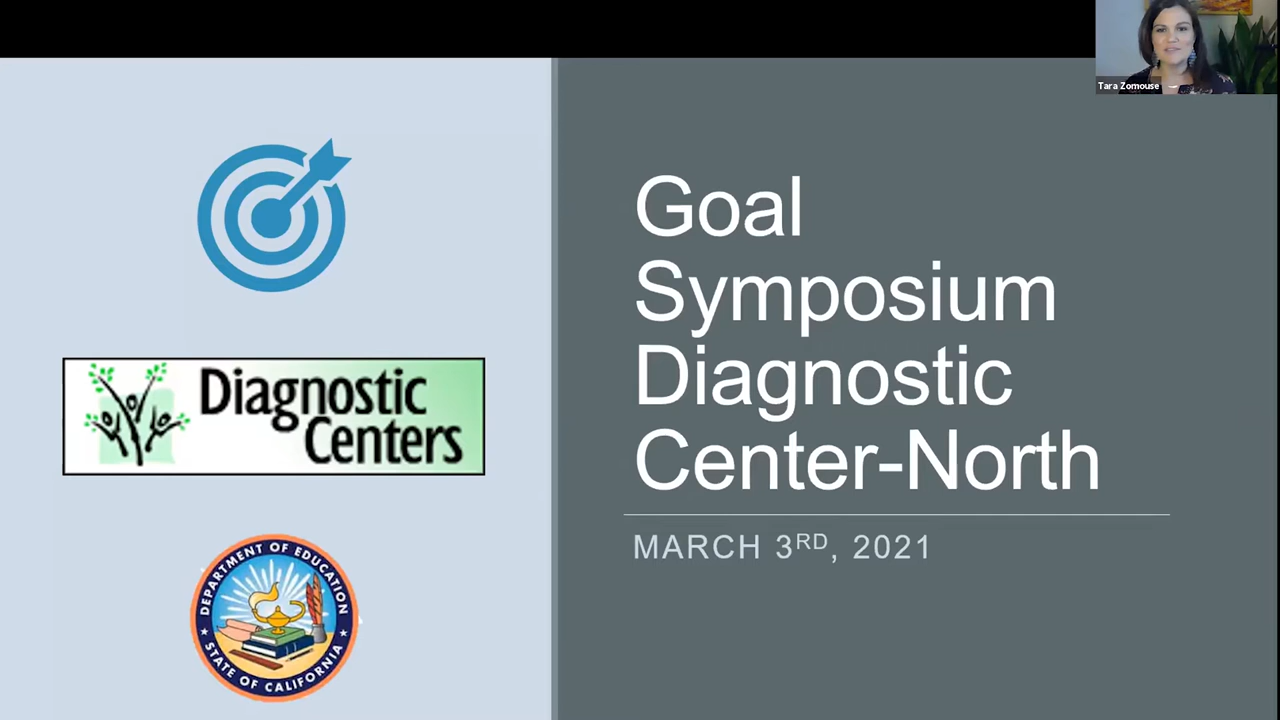 Tara Zomouse
Goal
Symposium
Diagnostic
Center-North
MARCH 3RD, 2021
Diagnostic
Centers
DEPARTMENT OF EDUCATION
STATE OF CALIFORNIA